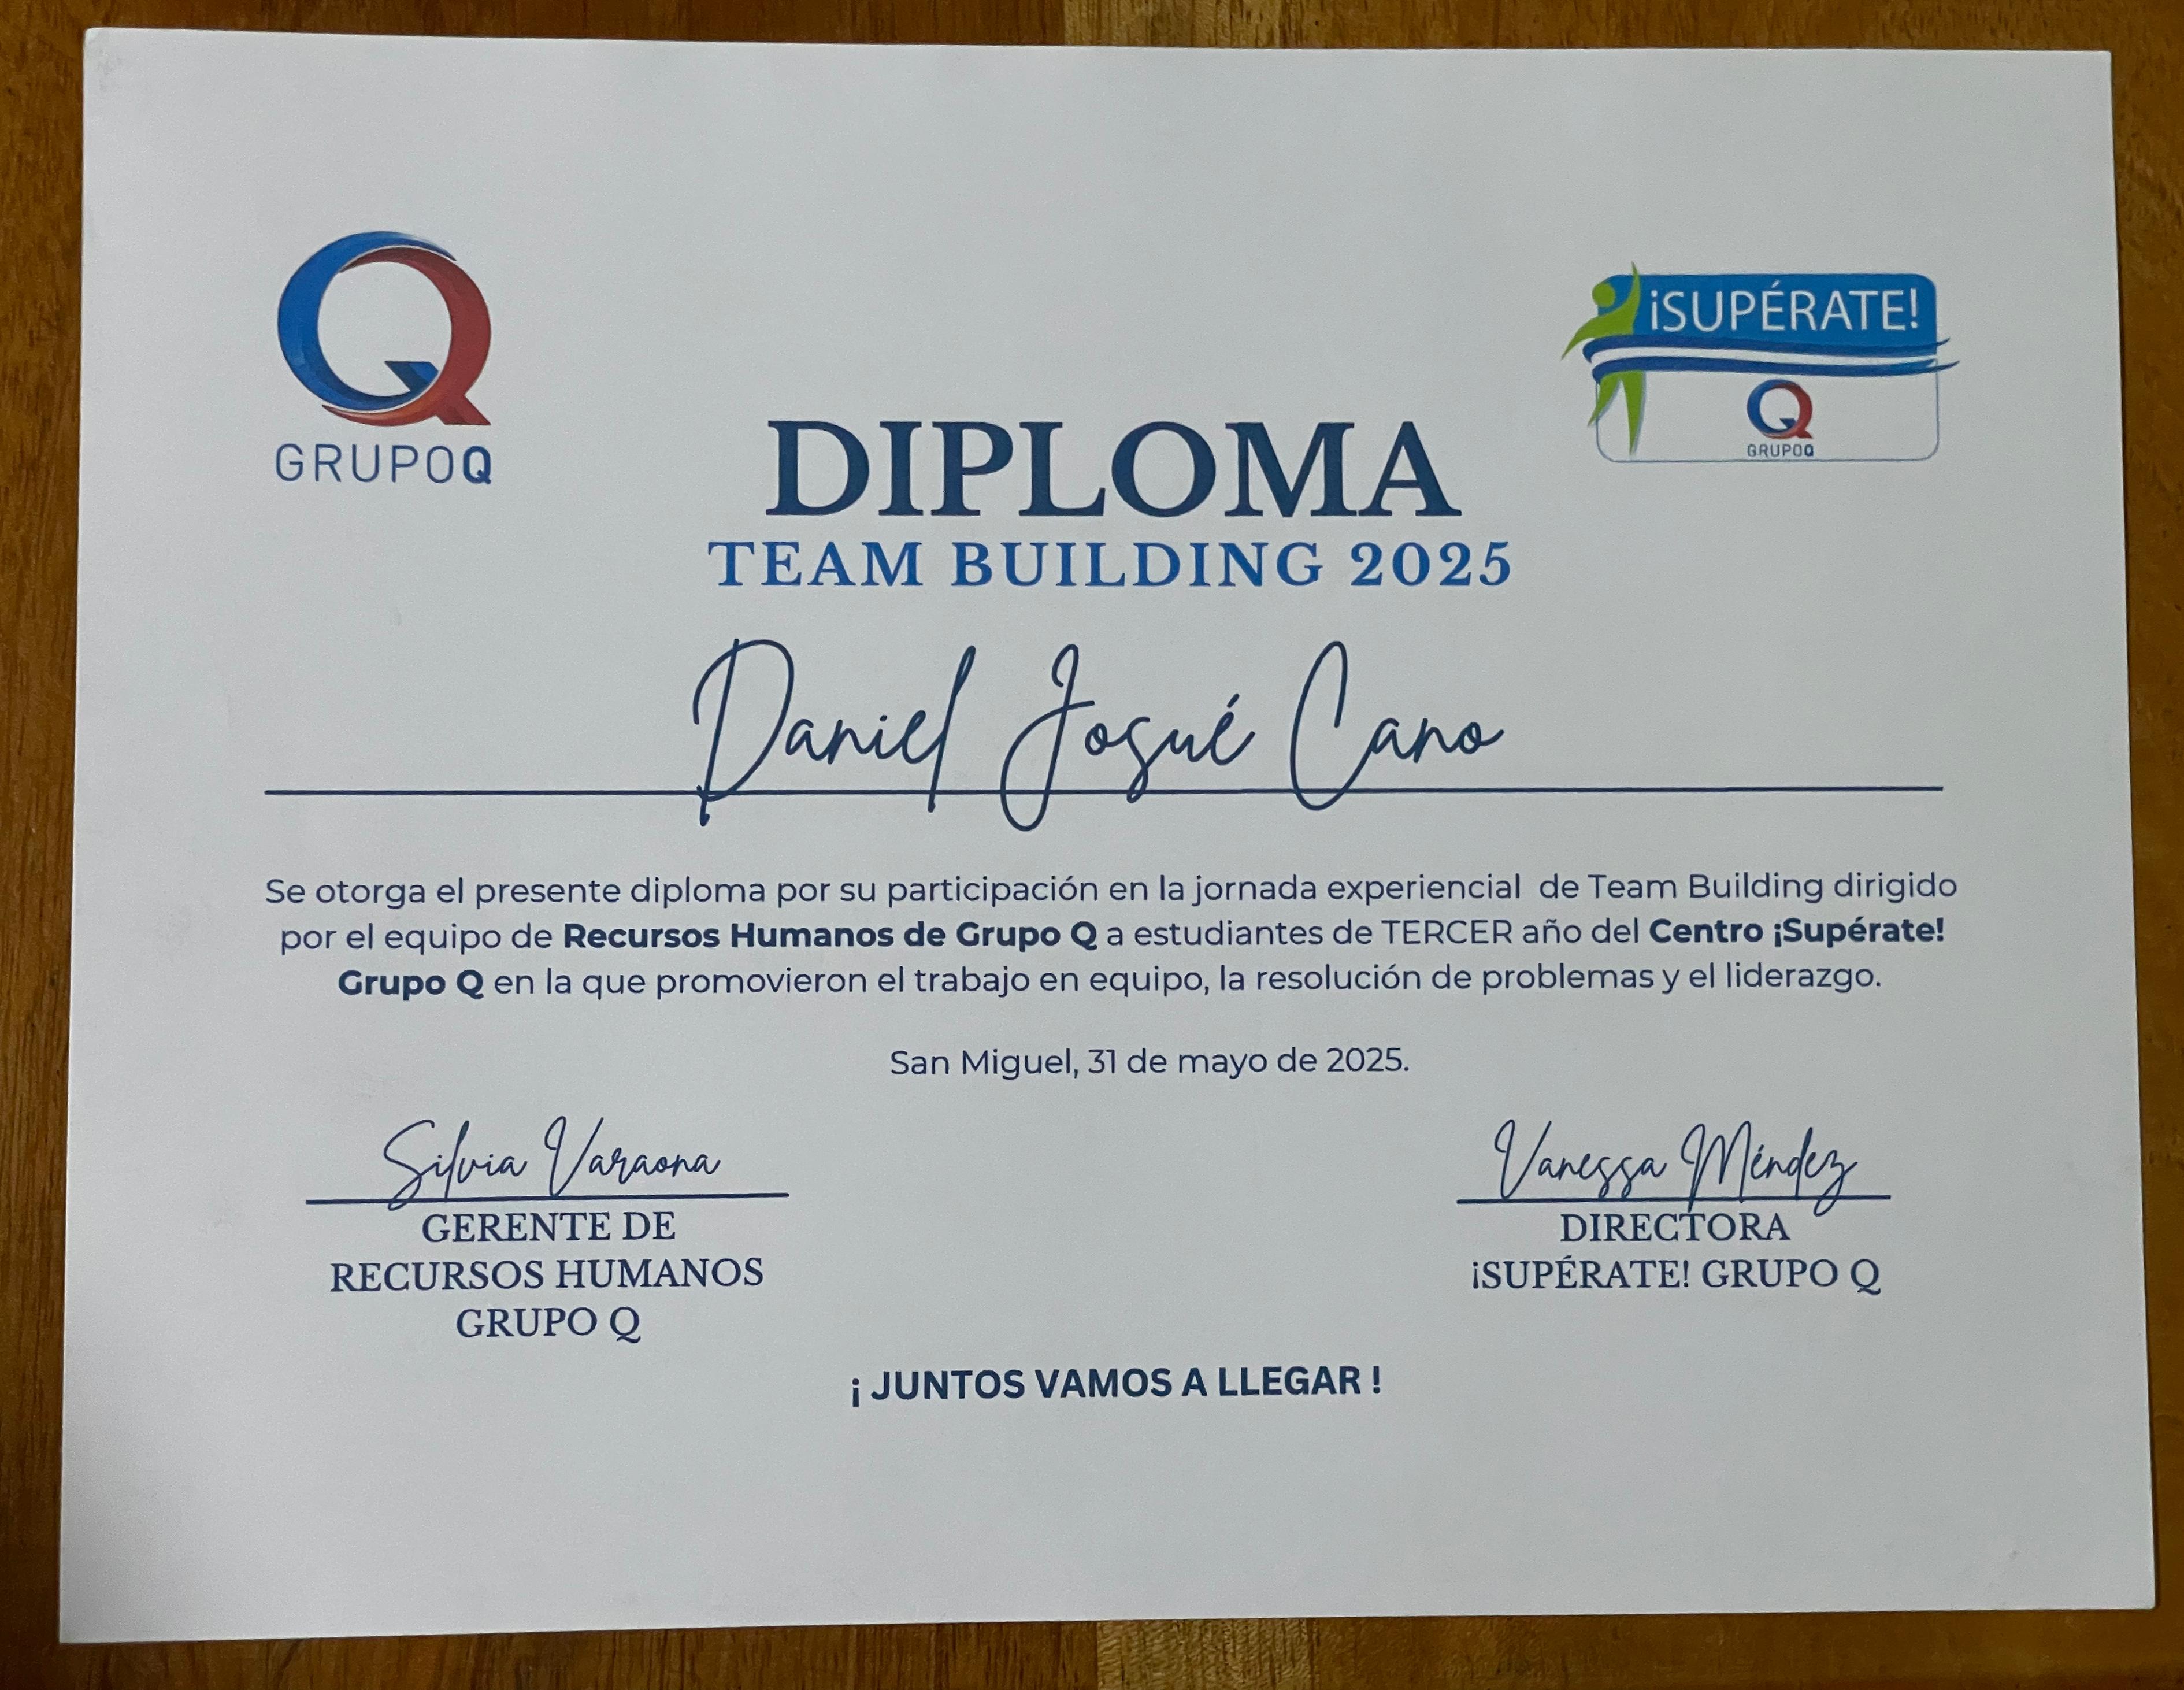 GRUPOQ
¡SUPÉRATE!
GRUPOQ
DIPLOMA
TEAM BUILDING 2025
Daniel Josué Cano
Se otorga el presente diploma por su participación en la jornada experiencial de Team Building dirigido
por el equipo de Recursos Humanos de Grupo Q a estudiantes de TERCER año del Centro ¡Supérate!
Grupo Q en la que promovieron el trabajo en equipo, la resolución de problemas y el liderazgo.
San Miguel, 31 de mayo de 2025.
Silvia Varaona
GERENTE DE
RECURSOS HUMANOS
GRUPO Q
Vanessa Méndez
DIRECTORA
¡SUPÉRATE! GRUPO Q
¡ JUNTOS VAMOS A LLEGAR !